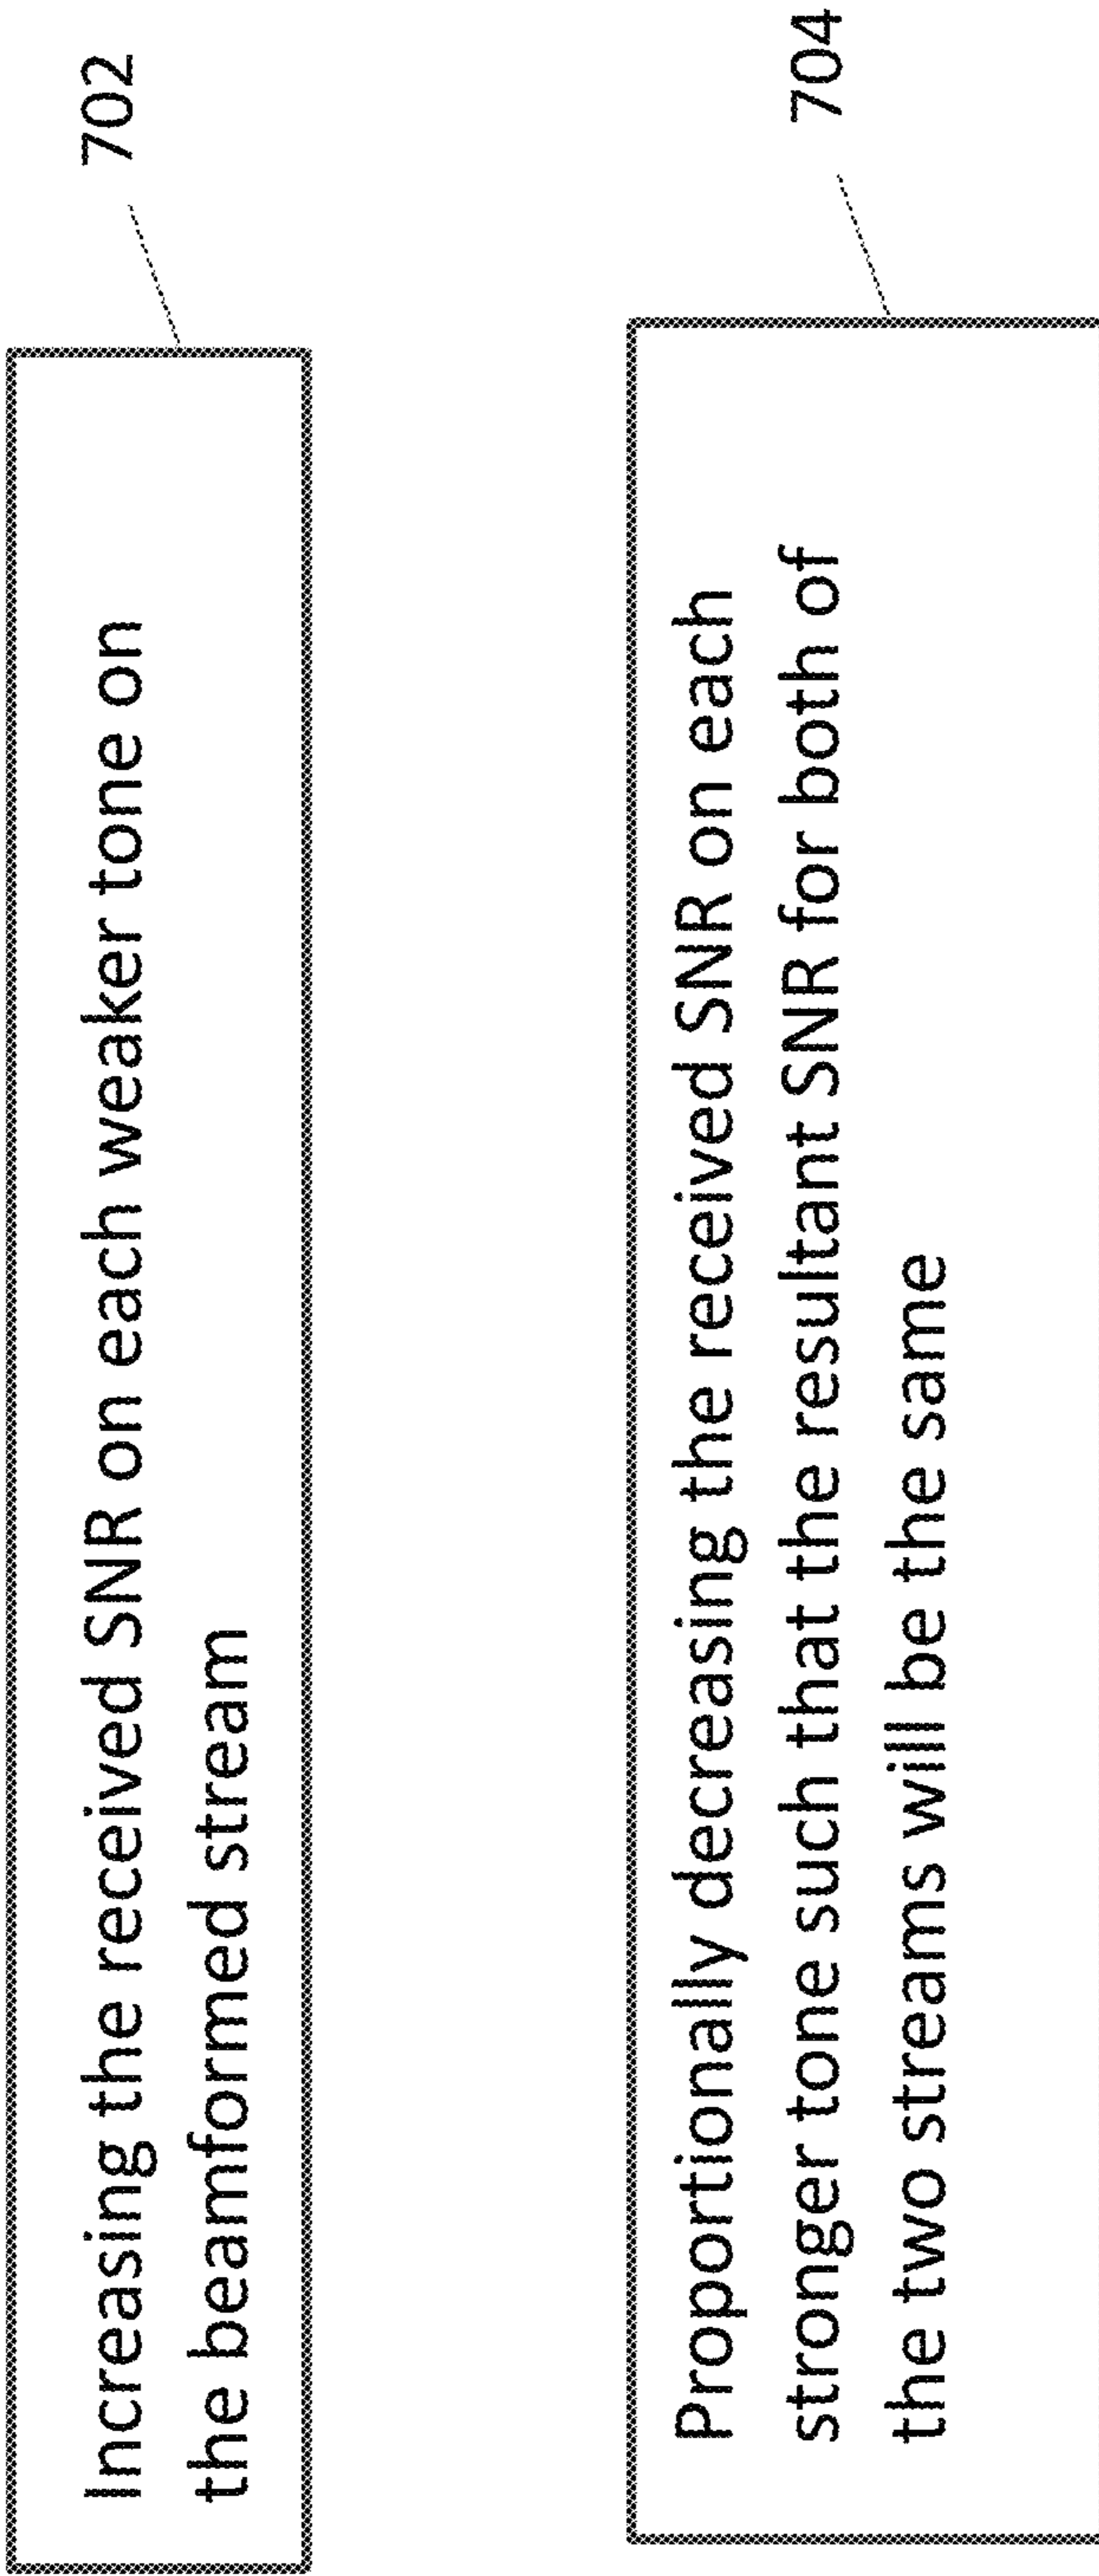 702
Increasing the received SNR on each weaker tone on
the beamformed stream
704
Proportionally decreasing the received SNR on each
stronger tone such that the resultant SNR for both of
the two streams will be the same